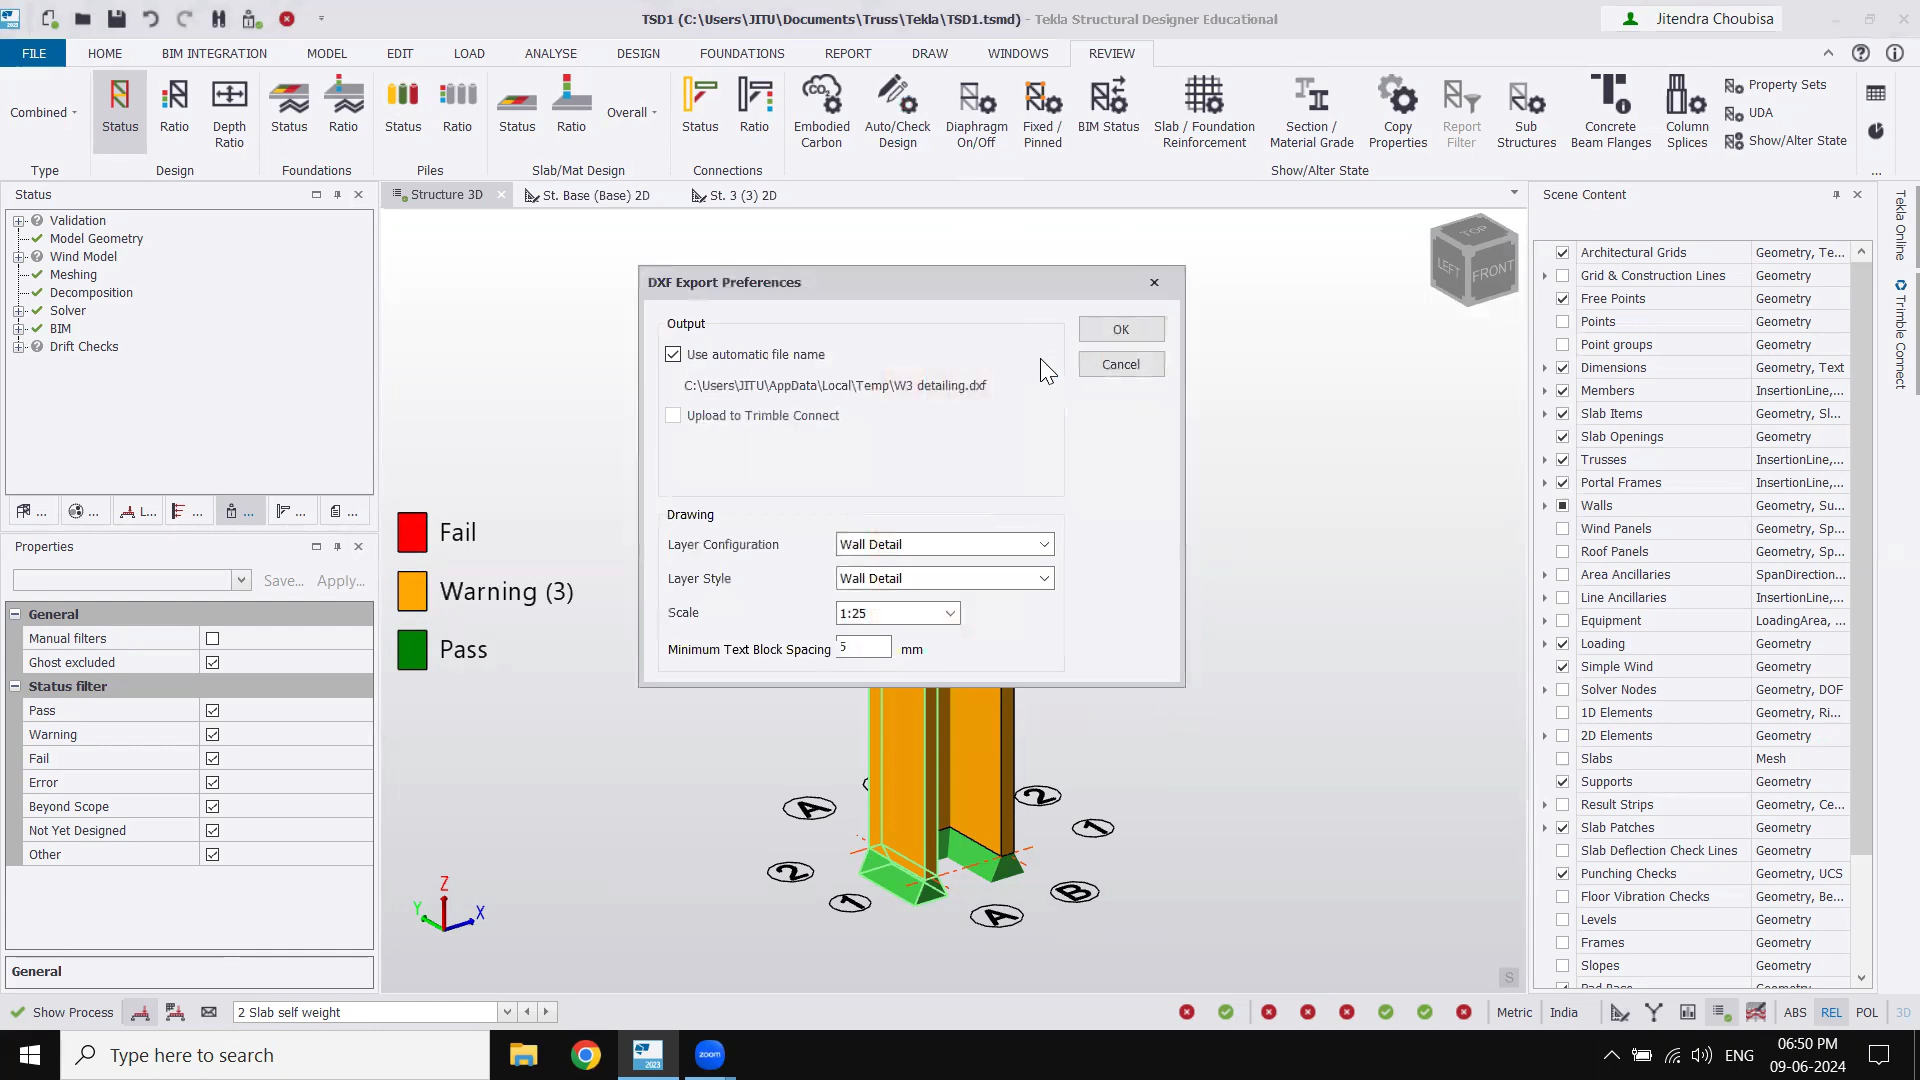 TSD1 (C:\Users\JITU\Documents\Truss\Tekla\TSD1.tsmd) - Tekla Structural Designer Educational
Jitendra Choubisa
FILE HOME BIM INTEGRATION MODEL EDIT LOAD ANALYSE DESIGN FOUNDATIONS REPORT DRAW WINDOWS REVIEW
Combined
Status
Ratio
Depth Ratio
Status
Ratio
Status
Ratio
Status
Ratio
Overall
Status
Ratio
Embodied Carbon
Auto/Check Design
Diaphragm On/Off
Fixed / Pinned
BIM Status
Slab / Foundation Reinforcement
Section / Material Grade
Copy Properties
Report Filter
Sub Structures
Concrete Beam Flanges
Column Splices
Property Sets
UDA
Show/Alter State
Type Design Foundations Piles Slab/Mat Design Connections Show/Alter State ...
Status
Validation
Model Geometry
Wind Model
Meshing
Decomposition
Solver
BIM
Drift Checks
... ... L... ... ... ... ...
Properties
Save... Apply...
General
Manual filters
Ghost excluded
Status filter
Pass
Warning
Fail
Error
Beyond Scope
Not Yet Designed
Other
General
Structure 3D St. Base (Base) 2D St. 3 (3) 2D
TOP
LEFT FRONT
Fail
Warning (3)
Pass
DXF Export Preferences
Output
Use automatic file name
C:\Users\JITU\AppData\Local\Temp\W3 detailing.dxf
Upload to Trimble Connect
OK
Cancel
Drawing
Layer Configuration Wall Detail
Layer Style Wall Detail
Scale 1:25
Minimum Text Block Spacing 5 mm
A
2
1
2
1
A
B
Z
Y
X
S
Scene Content
Architectural Grids Geometry, Te...
Grid & Construction Lines Geometry
Free Points Geometry
Points Geometry
Point groups Geometry
Dimensions Geometry, Text
Members InsertionLine,...
Slab Items Geometry, Sl...
Slab Openings Geometry
Trusses InsertionLine,...
Portal Frames InsertionLine,...
Walls Geometry, Su...
Wind Panels Geometry, Sp...
Roof Panels Geometry, Sp...
Area Ancillaries SpanDirection...
Line Ancillaries InsertionLine,...
Equipment LoadingArea, ...
Loading Geometry
Simple Wind Geometry
Solver Nodes Geometry, DOF
1D Elements Geometry, Ri...
2D Elements Geometry
Slabs Mesh
Supports Geometry
Result Strips Geometry, Ce...
Slab Patches Geometry
Slab Deflection Check Lines Geometry
Punching Checks Geometry, UCS
Floor Vibration Checks Geometry, Be...
Levels Geometry
Frames Geometry
Slopes Geometry
Tekla Online
Trimble Connect
Show Process 2 Slab self weight Metric India ABS REL POL 3D
Type here to search
2023
zoom
ENG
06:50 PM
09-06-2024